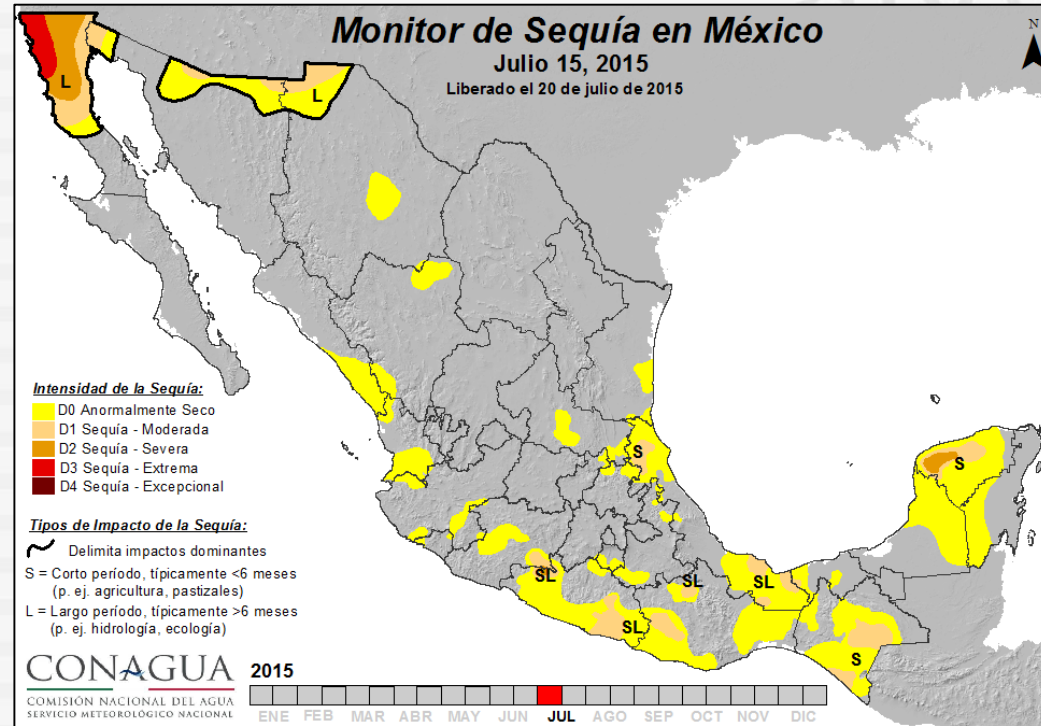 Monitor de Sequía en México
Julio 15, 2015
Liberado el 20 de julio de 2015
N
L
L
S
S
SL
SL
SL
SL
S
Intensidad de la Sequía:
D0 Anormalmente Seco
D1 Sequía - Moderada
D2 Sequía - Severa
D3 Sequía - Extrema
D4 Sequía - Excepcional
Tipos de Impacto de la Sequía:
Delimita impactos dominantes
S = Corto período, típicamente <6 meses
(p. ej. agricultura, pastizales)
L = Largo período, típicamente >6 meses
(p. ej. hidrología, ecología)
CONAGUA
COMISIÓN NACIONAL DEL AGUA
SERVICIO METEOROLÓGICO NACIONAL
2015
ENE FEB MAR ABR MAY JUN JUL AGO SEP OCT NOV DIC